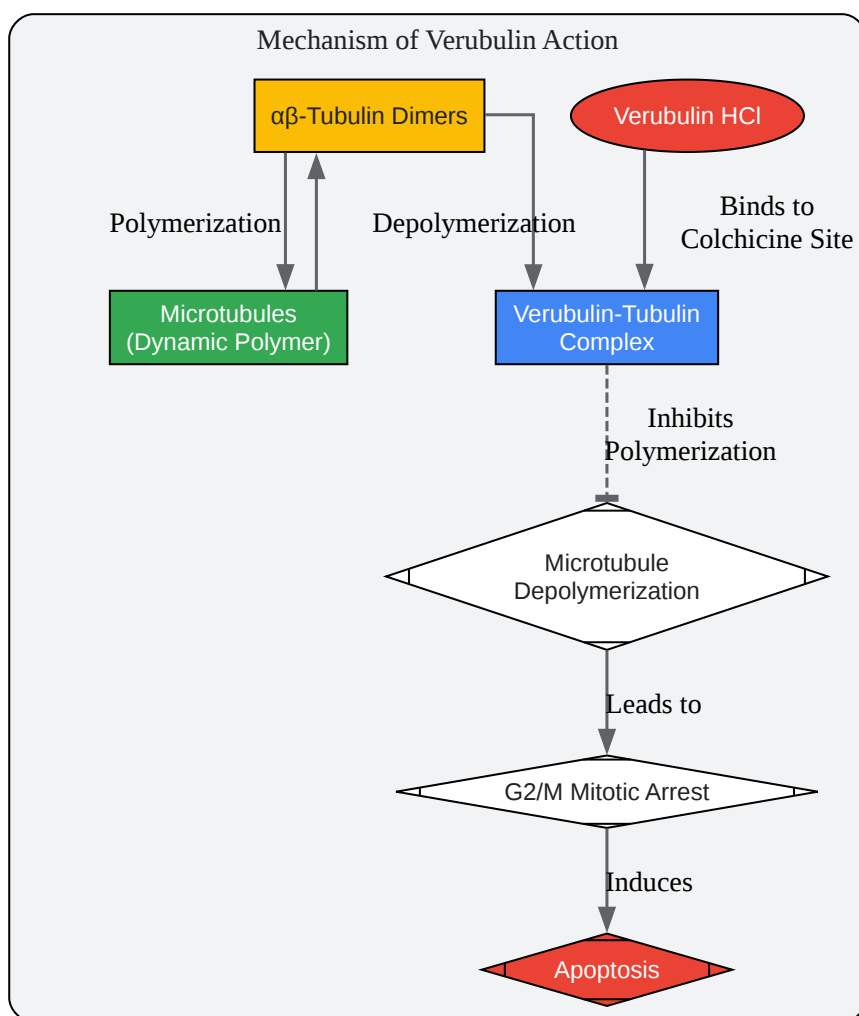 Mechanism of Verubulin Action
αβ-Tubulin Dimers
Verubulin HCl
Polymerization
Depolymerization
Binds to
Colchicine Site
Microtubules
(Dynamic Polymer)
Verubulin-Tubulin
Complex
Inhibits
Polymerization
Microtubule
Depolymerization
Leads to
G2/M Mitotic Arrest
Induces
Apoptosis